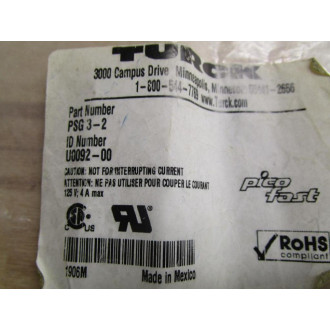 TURCK
3000 Campus Drive Minneapolis, Minnesota
1-800-544-7769 www.Turck.com
Part Number
PSG 3-2
ID Number
U0092-00
CAUTION: NOT FOR INTERRUPTING CURRENT
ATTENTION: NE PAS UTILISER POUR COUPER LE COURANT
125 V; 4 A max
pico fast
RoHS
compliant
1906M
Made in Mexico